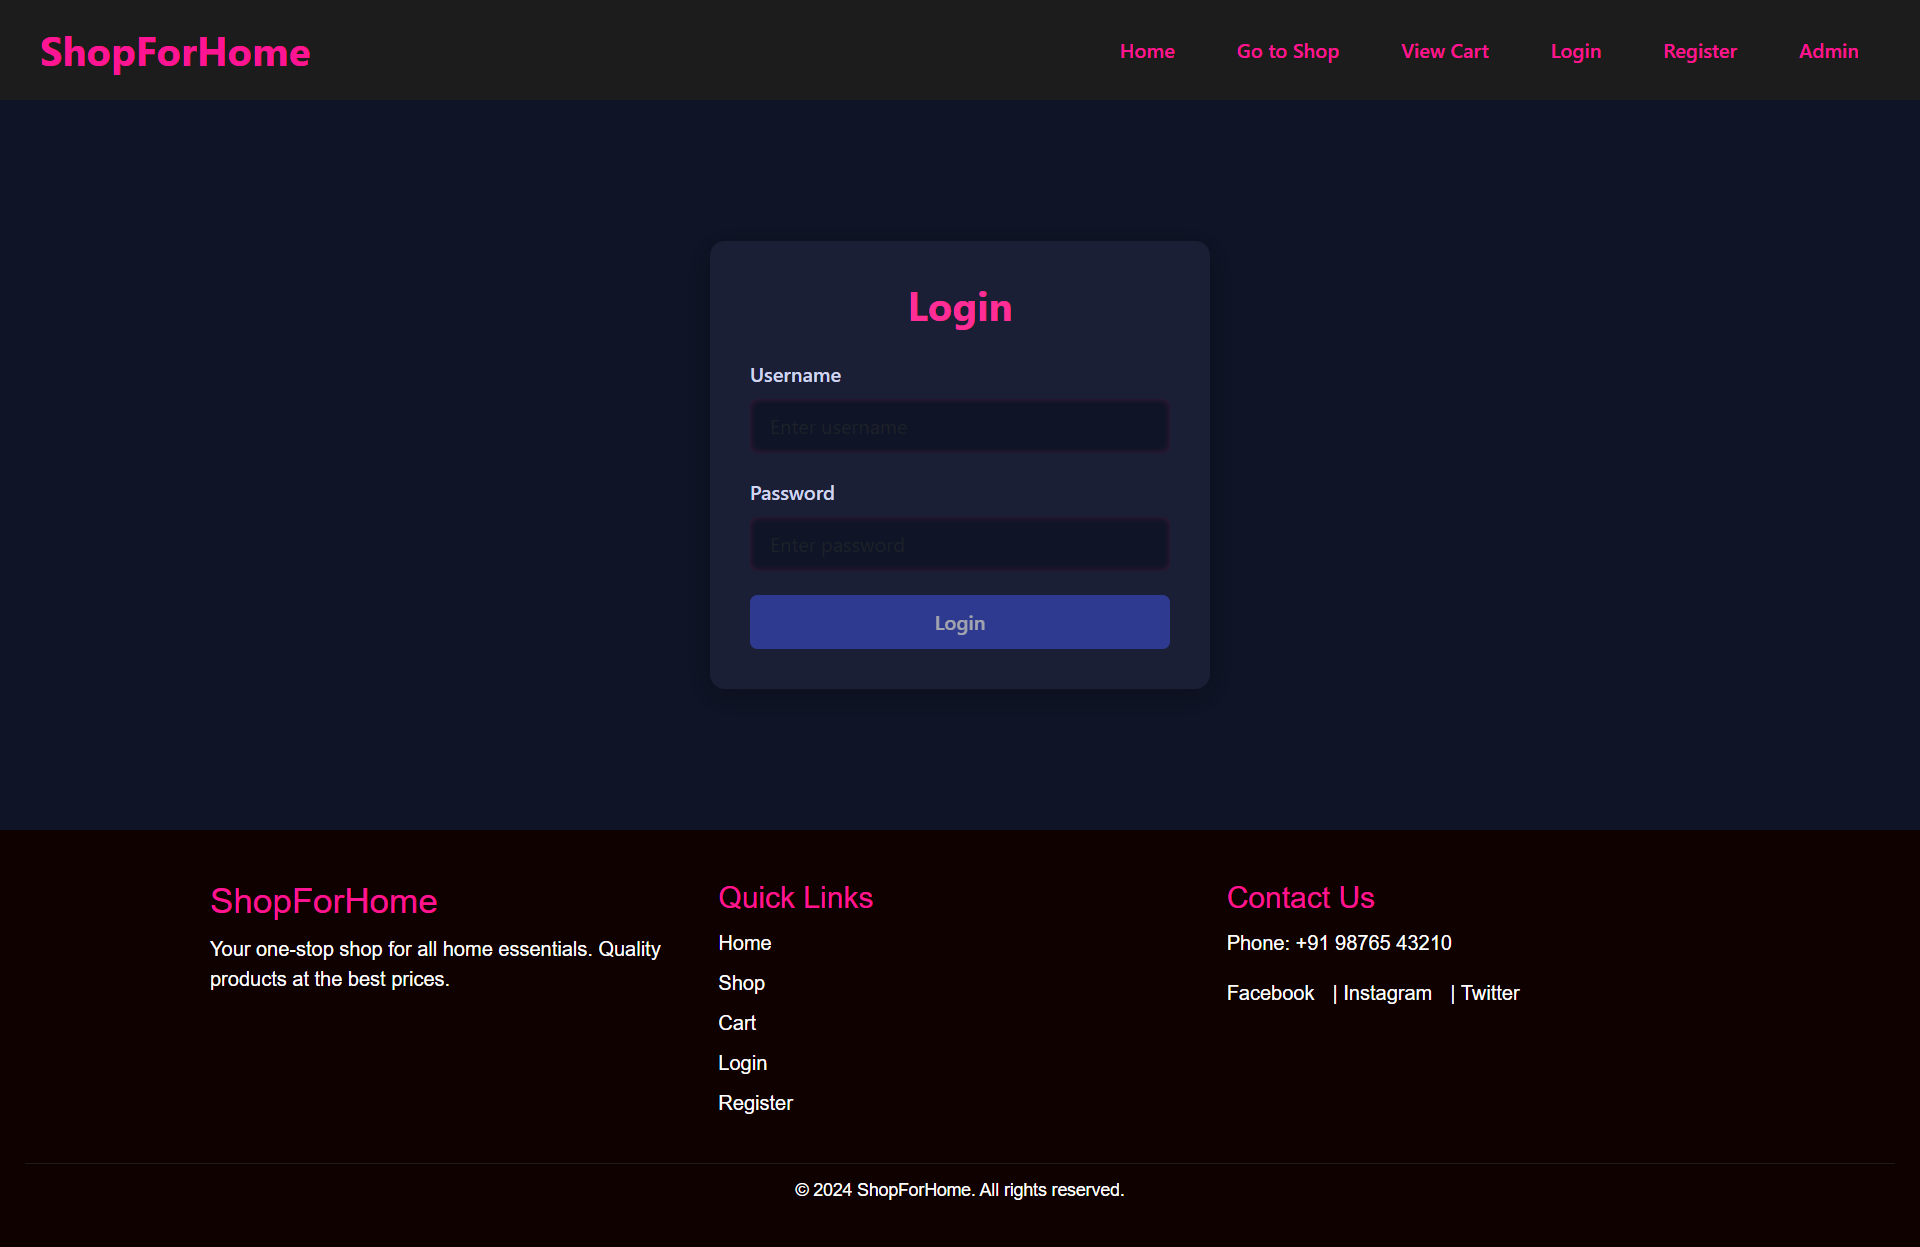 ShopForHome
Home Go to Shop View Cart Login Register Admin
Login
Username
Enter username
Password
Enter password
Login
ShopForHome
Your one-stop shop for all home essentials. Quality
products at the best prices.
Quick Links
Home
Shop
Cart
Login
Register
Contact Us
Phone: +91 98765 43210
Facebook | Instagram | Twitter
© 2024 ShopForHome. All rights reserved.